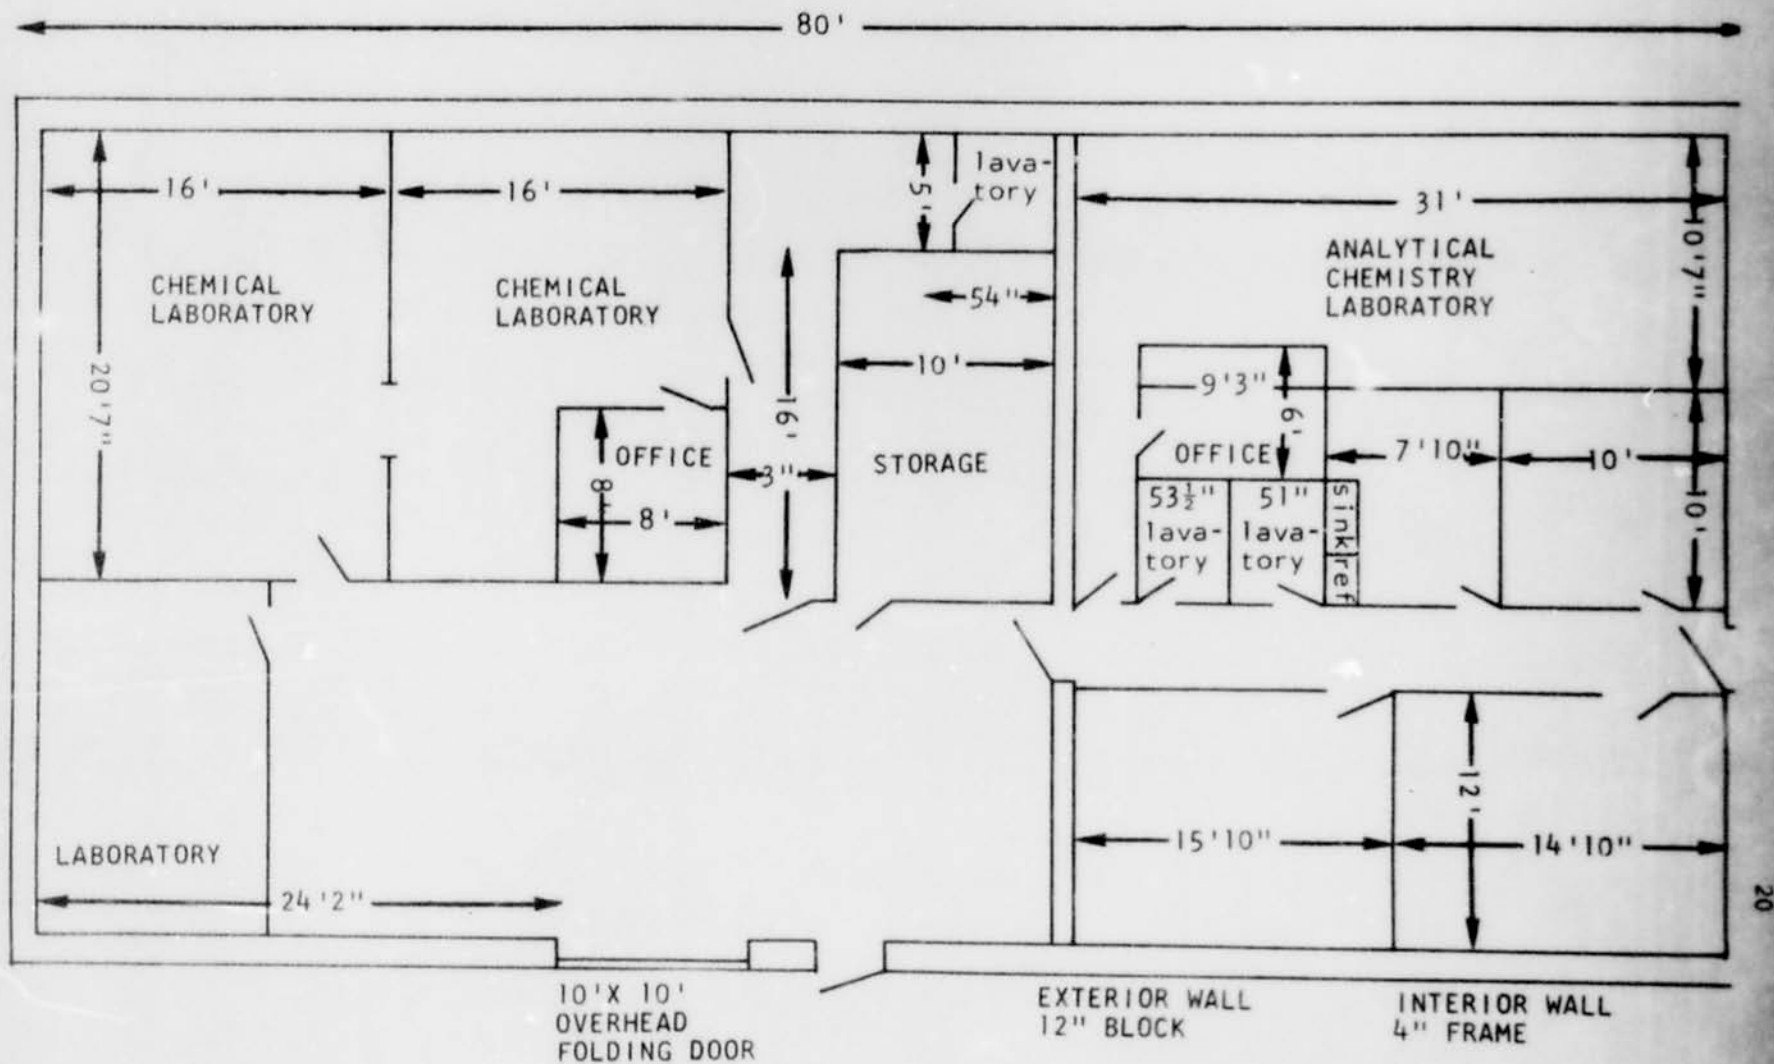 80'
16'
16'
5'
lava-
tory
31'
10'7"
CHEMICAL
LABORATORY
CHEMICAL
LABORATORY
ANALYTICAL
CHEMISTRY
LABORATORY
54"
20'7"
10'
16'
9'3"
6'
OFFICE
8'
8'
3"
STORAGE
OFFICE
7'10"
10'
10'
53½"
lava-
tory
51"
lava-
tory
sink
ref
LABORATORY
24'2"
15'10"
12'
14'10"
20
10'X 10'
OVERHEAD
FOLDING DOOR
EXTERIOR WALL
12" BLOCK
INTERIOR WALL
4" FRAME